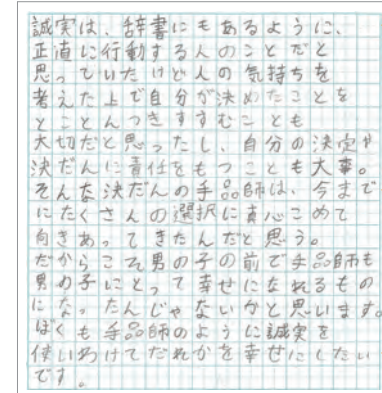 誠実は、辞書にもあるように、
正直に行動する人のことだと
思っていたけど人の気持ちを
考えた上で自分が決めたことを
とことんつきすすむことも
大切だと思ったし、自分の決定や
決だんに責任をもつことも大事。
そんな決だんの手品師は、今まで
にたくさんの選択に真心こめて
向きあってきたんだと思う。
だからこそ男の子の前で手品師も
男の子にとって幸せになれるもの
になったんじゃないかと思います。
ぼくも手品師のように誠実を
使いわけてだれかを幸せにしたい
です。